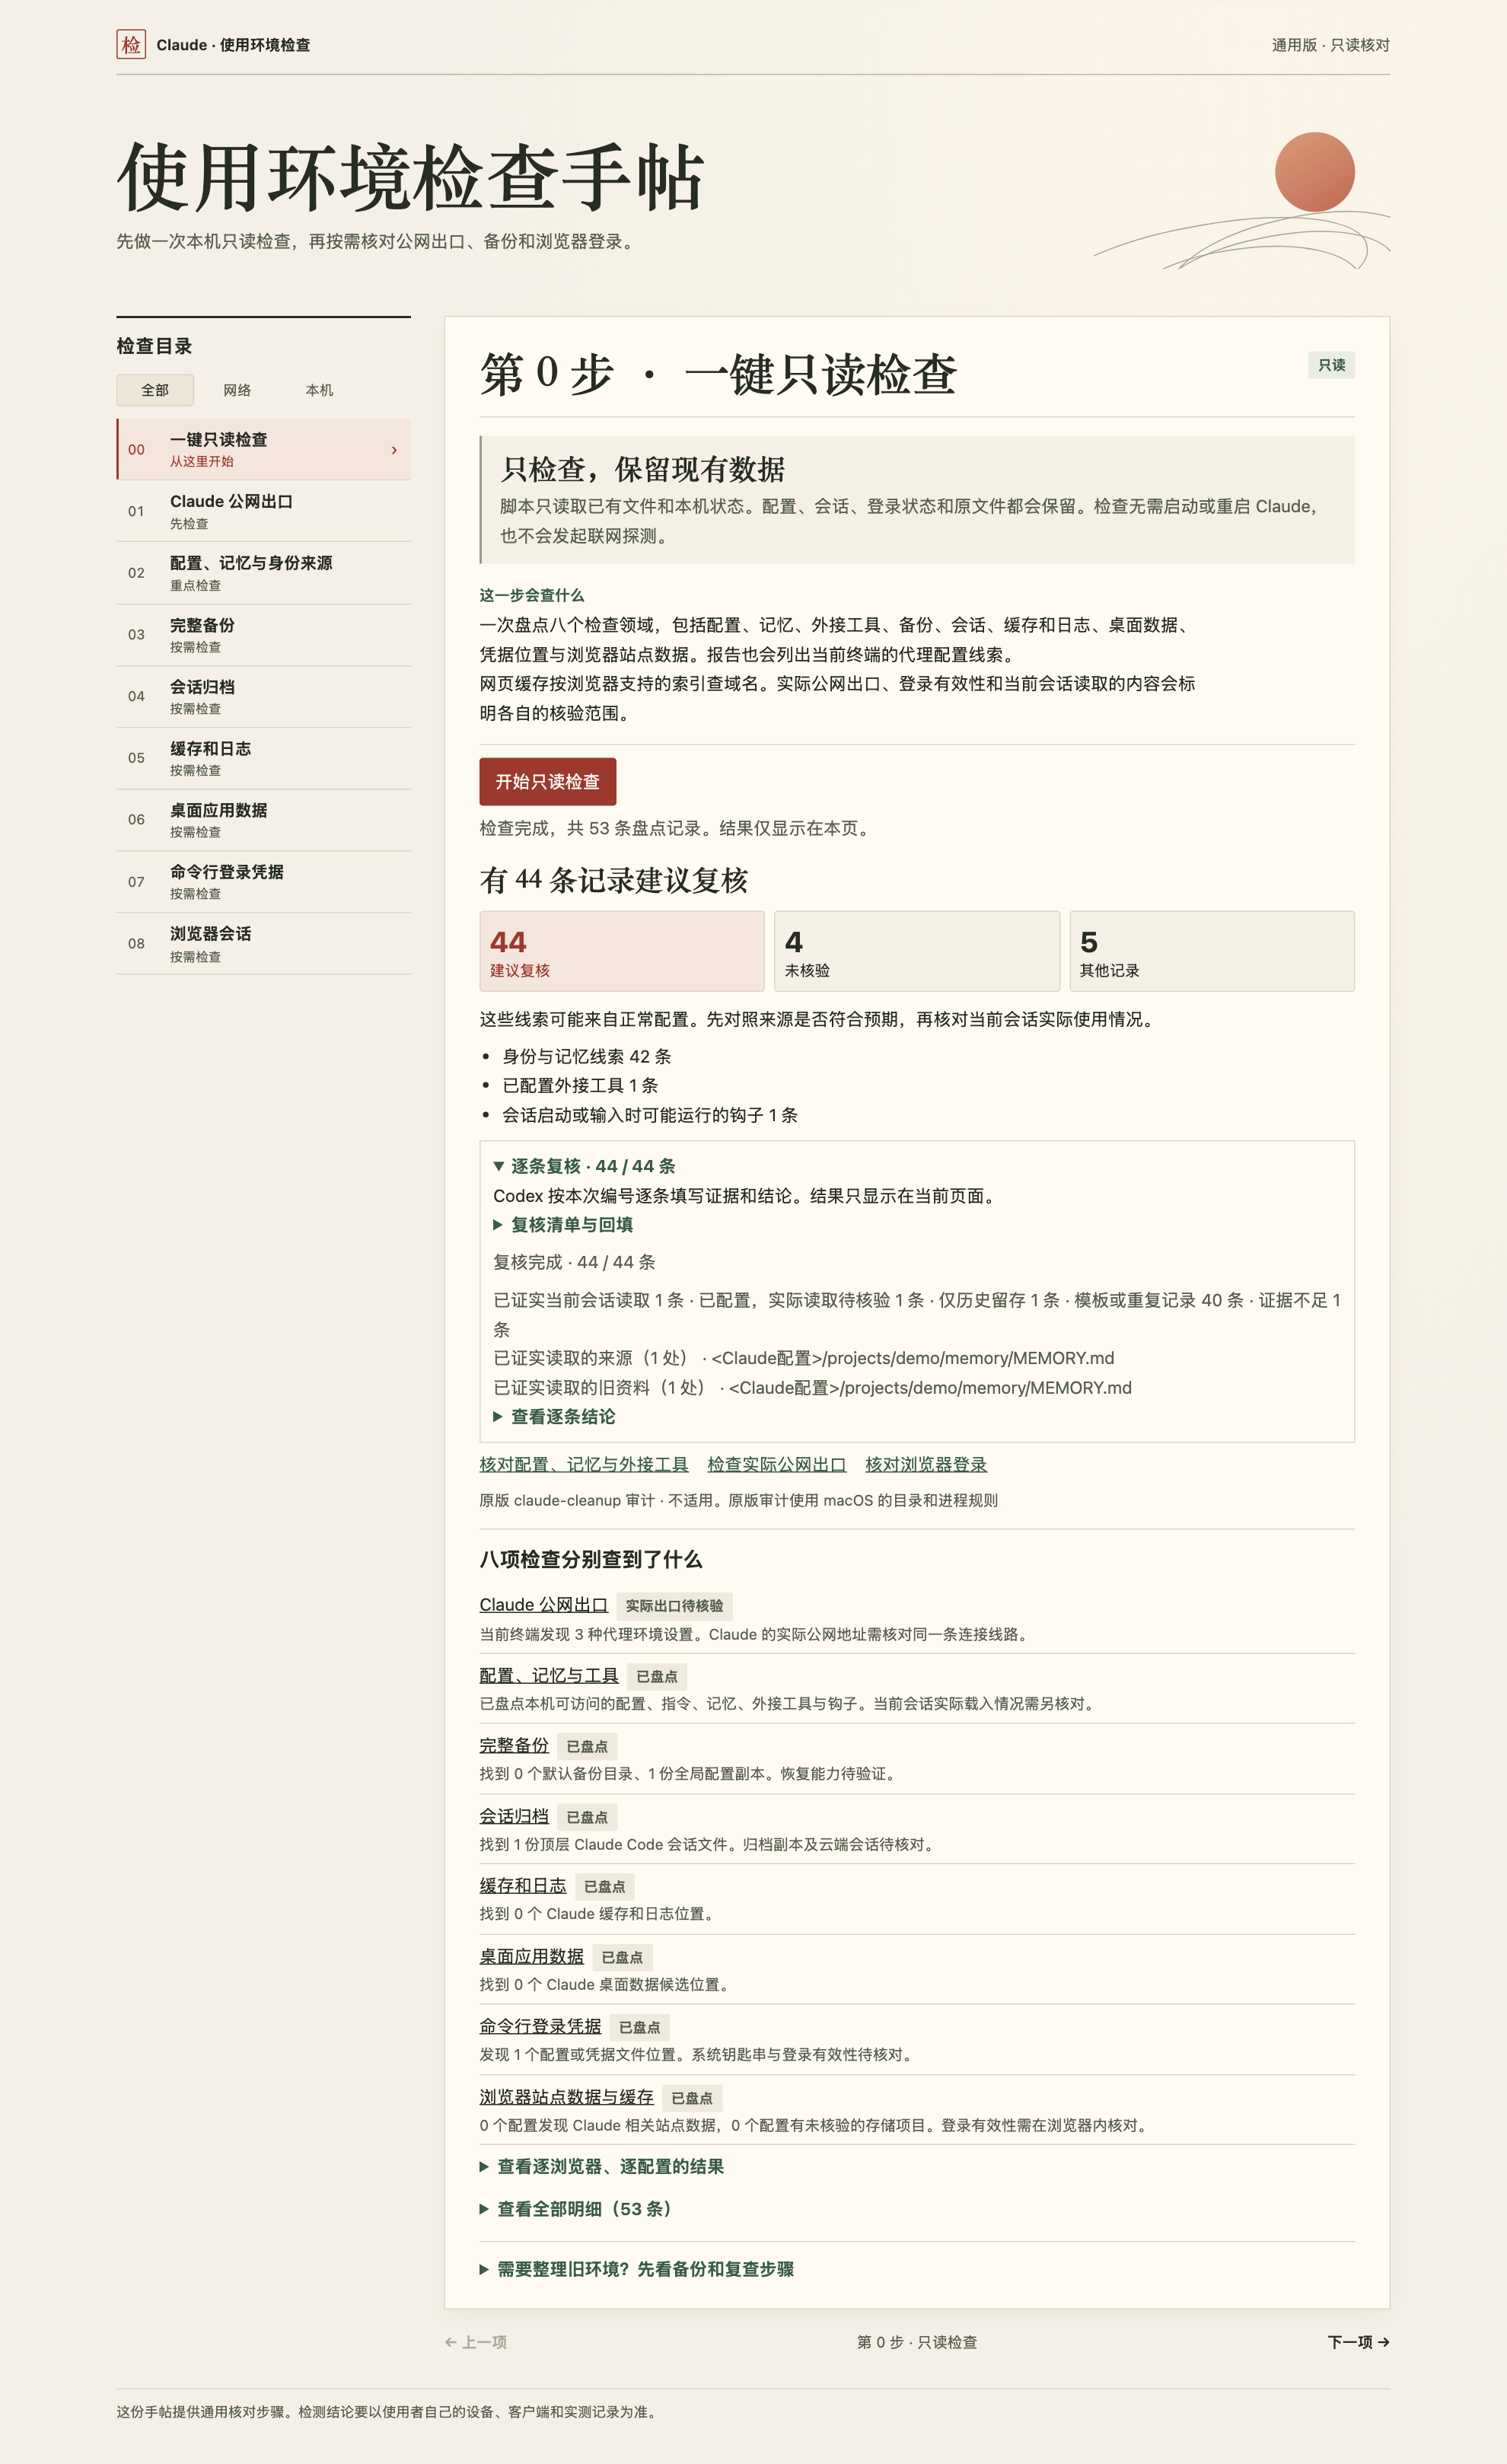 检 Claude · 使用环境检查
通用版 · 只读核对
使用环境检查手帖
先做一次本机只读检查，再按需核对公网出口、备份和浏览器登录。
检查目录
全部 网络 本机
00 一键只读检查 ›
从这里开始
01 Claude 公网出口
先检查
02 配置、记忆与身份来源
重点检查
03 完整备份
按需检查
04 会话归档
按需检查
05 缓存和日志
按需检查
06 桌面应用数据
按需检查
07 命令行登录凭据
按需检查
08 浏览器会话
按需检查
第 0 步 · 一键只读检查
只读
只检查，保留现有数据
脚本只读取已有文件和本机状态。配置、会话、登录状态和原文件都会保留。检查无需启动或重启 Claude，
也不会发起联网探测。
这一步会查什么
一次盘点八个检查领域，包括配置、记忆、外接工具、备份、会话、缓存和日志、桌面数据、
凭据位置与浏览器站点数据。报告也会列出当前终端的代理配置线索。
网页缓存按浏览器支持的索引查域名。实际公网出口、登录有效性和当前会话读取的内容会标
明各自的核验范围。
开始只读检查
检查完成，共 53 条盘点记录。结果仅显示在本页。
有 44 条记录建议复核
44
建议复核
4
未核验
5
其他记录
这些线索可能来自正常配置。先对照来源是否符合预期，再核对当前会话实际使用情况。
• 身份与记忆线索 42 条
• 已配置外接工具 1 条
• 会话启动或输入时可能运行的钩子 1 条
▼ 逐条复核 · 44 / 44 条
Codex 按本次编号逐条填写证据和结论。结果只显示在当前页面。
▶ 复核清单与回填
复核完成 · 44 / 44 条
已证实当前会话读取 1 条 · 已配置，实际读取待核验 1 条 · 仅历史留存 1 条 · 模板或重复记录 40 条 · 证据不足 1
条
已证实读取的来源（1 处） · <Claude配置>/projects/demo/memory/MEMORY.md
已证实读取的旧资料（1 处） · <Claude配置>/projects/demo/memory/MEMORY.md
▶ 查看逐条结论
核对配置、记忆与外接工具 检查实际公网出口 核对浏览器登录
原版 claude-cleanup 审计 · 不适用。原版审计使用 macOS 的目录和进程规则
八项检查分别查到了什么
Claude 公网出口 实际出口待核验
当前终端发现 3 种代理环境设置。Claude 的实际公网地址需核对同一条连接线路。
配置、记忆与工具 已盘点
已盘点本机可访问的配置、指令、记忆、外接工具与钩子。当前会话实际载入情况需另核对。
完整备份 已盘点
找到 0 个默认备份目录、1 份全局配置副本。恢复能力待验证。
会话归档 已盘点
找到 1 份顶层 Claude Code 会话文件。归档副本及云端会话待核对。
缓存和日志 已盘点
找到 0 个 Claude 缓存和日志位置。
桌面应用数据 已盘点
找到 0 个 Claude 桌面数据候选位置。
命令行登录凭据 已盘点
发现 1 个配置或凭据文件位置。系统钥匙串与登录有效性待核对。
浏览器站点数据与缓存 已盘点
0 个配置发现 Claude 相关站点数据，0 个配置有未核验的存储项目。登录有效性需在浏览器内核对。
▶ 查看逐浏览器、逐配置的结果
▶ 查看全部明细（53 条）
▶ 需要整理旧环境？先看备份和复查步骤
← 上一项 第 0 步 · 只读检查 下一项 →
这份手帖提供通用核对步骤。检测结论要以使用者自己的设备、客户端和实测记录为准。